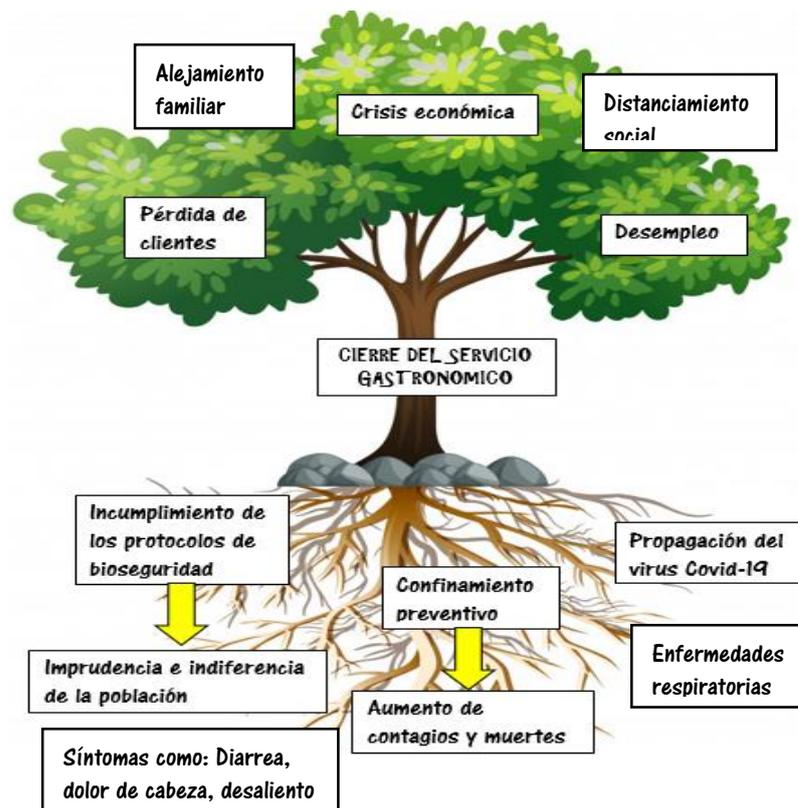 Alejamiento
familiar
Crisis económica
Distanciamiento
social
Pérdida de
clientes
Desempleo
CIERRE DEL SERVICIO
GASTRONOMICO
Incumplimiento de
los protocolos de
bioseguridad
Propagación del
virus Covid-19
Confinamiento
preventivo
Imprudencia e indiferencia
de la población
Enfermedades
respiratorias
Aumento de
contagios y muertes
Síntomas como: Diarrea,
dolor de cabeza, desaliento